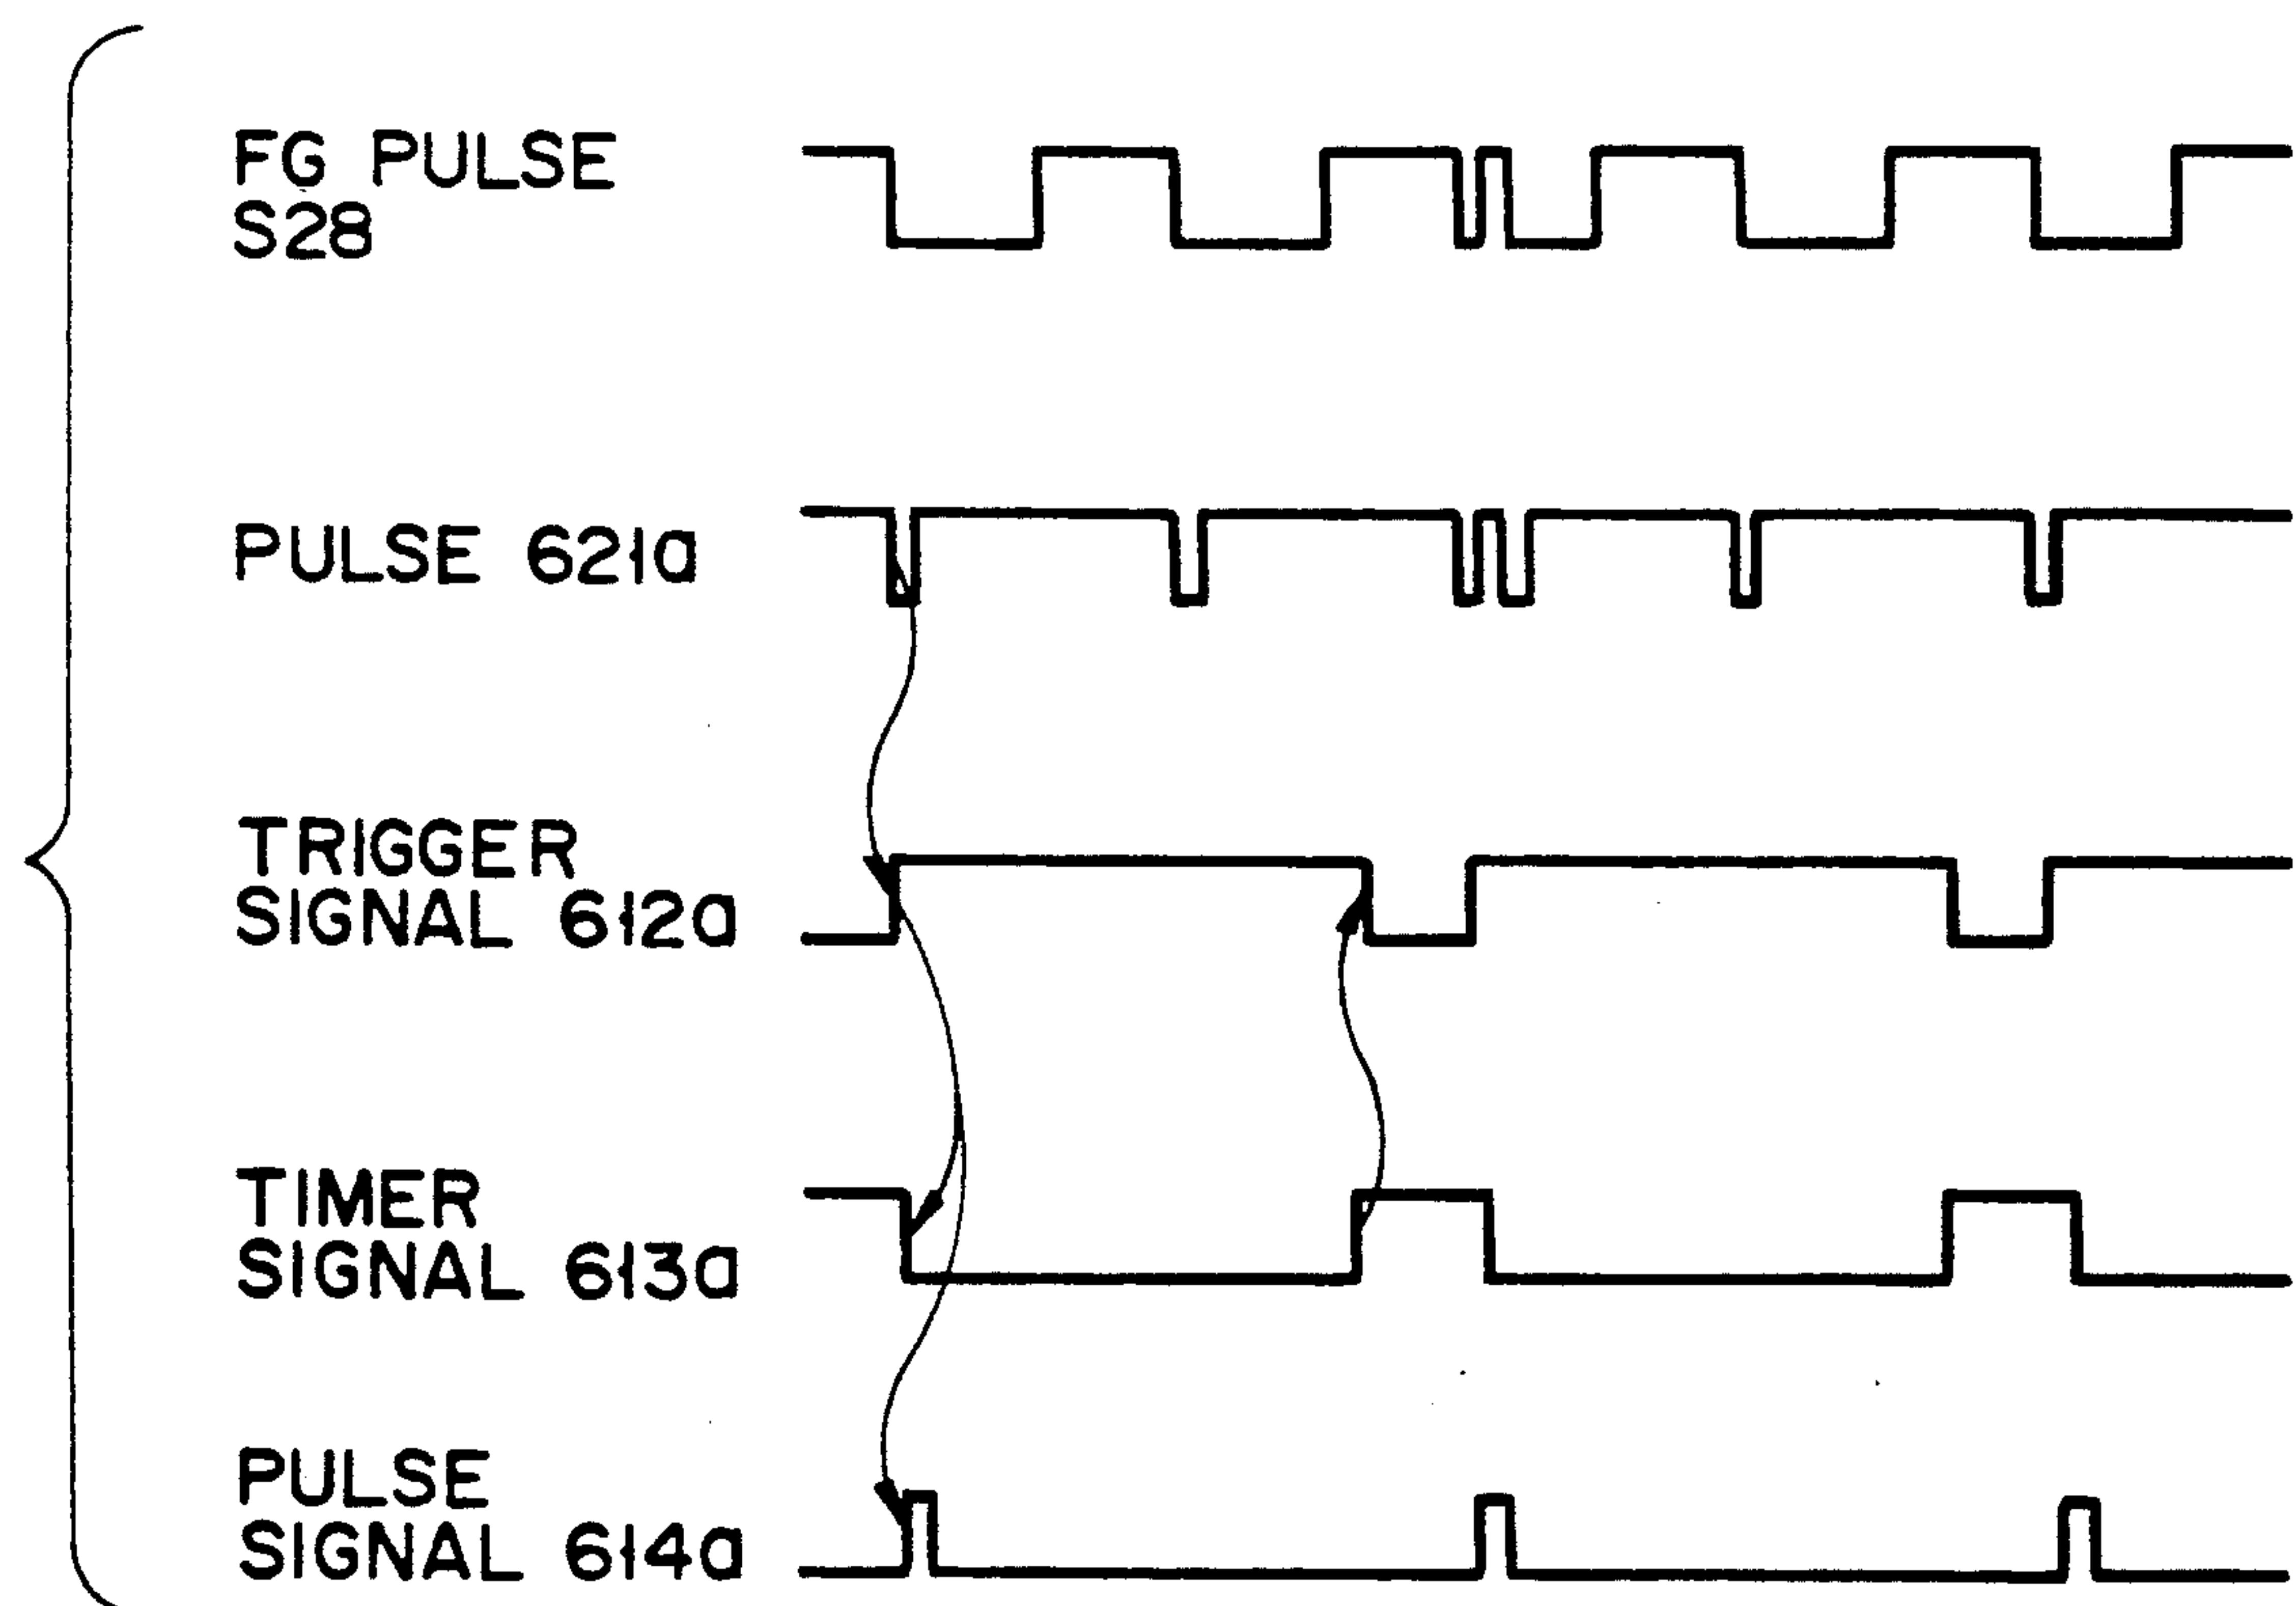 FG PULSE
S28
PULSE 621a
TRIGGER
SIGNAL 612a
TIMER
SIGNAL 613a
PULSE
SIGNAL 614a